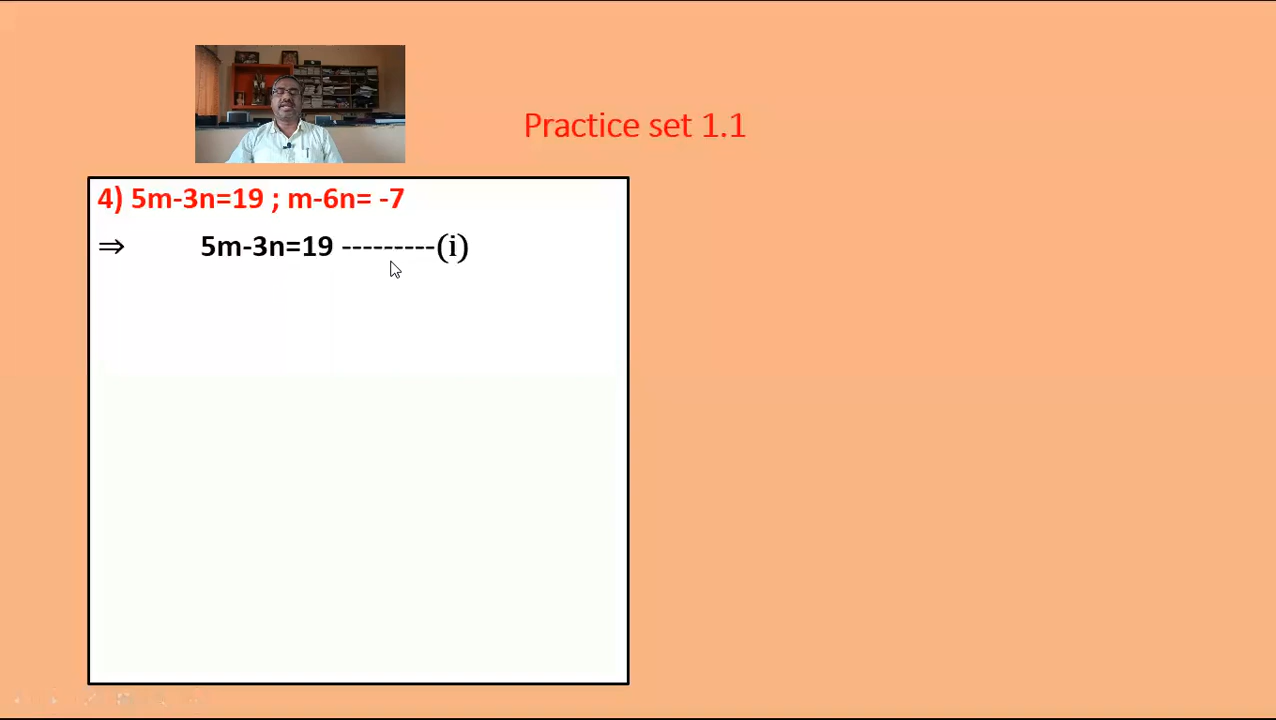 Practice set 1.1
4) 5m-3n=19 ; m-6n= -7
⇒ 5m-3n=19 ---------(i)